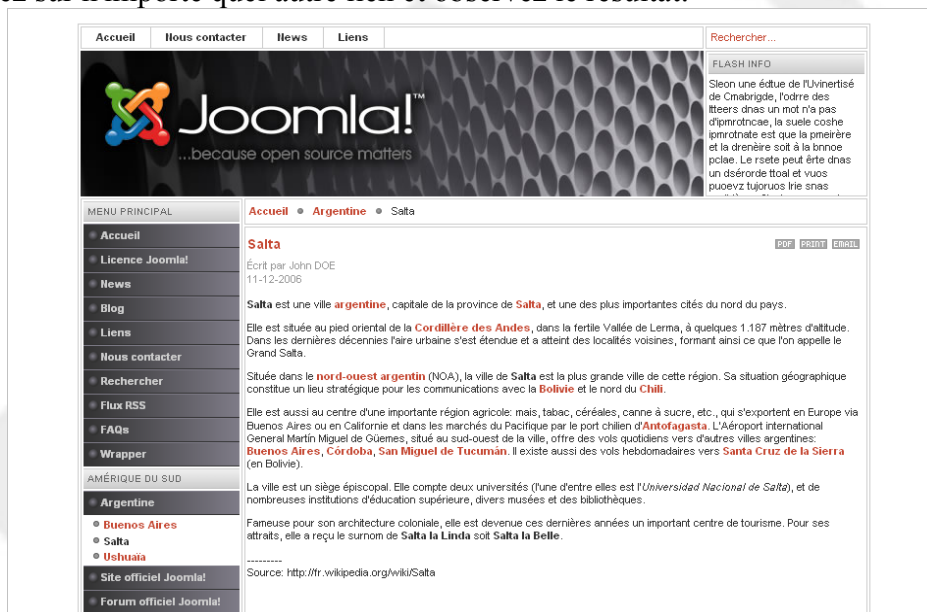 Accueil Nous contacter News Liens
Rechercher...
Joomla!™
...because open source matters
FLASH INFO
Sleon une édtue de l'Uvinertisé
de Cmabrigde, l'odrre des
ltteers dnas un mot n'a pas
d'ipmrotncae, la suele coshe
ipmrotnate est que la pmeirère
et la drenière soit à la bnnoe
pclae. Le rsete peut êrte dnas
un dsérorde ttoal et vuos
puoevz tujoruos lrie snas
MENU PRINCIPAL
Accueil
Licence Joomla!
News
Blog
Liens
Nous contacter
Rechercher
Flux RSS
FAQs
Wrapper
AMÉRIQUE DU SUD
Argentine
Buenos Aires
Salta
Ushuaïa
Site officiel Joomla!
Forum officiel Joomla!
Accueil Argentine Salta
Salta
PDF PRINT EMAIL
Écrit par John DOE
11-12-2006
Salta est une ville argentine, capitale de la province de Salta, et une des plus importantes cités du nord du pays.
Elle est située au pied oriental de la Cordillère des Andes, dans la fertile Vallée de Lerma, à quelques 1.187 mètres d'altitude.
Dans les dernières décennies l'aire urbaine s'est étendue et a atteint des localités voisines, formant ainsi ce que l'on appelle le
Grand Salta.
Située dans le nord-ouest argentin (NOA), la ville de Salta est la plus grande ville de cette région. Sa situation géographique
constitue un lieu stratégique pour les communications avec la Bolivie et le nord du Chili.
Elle est aussi au centre d'une importante région agricole: mais, tabac, céréales, canne à sucre, etc., qui s'exportent en Europe via
Buenos Aires ou en Californie et dans les marchés du Pacifique par le port chilien d'Antofagasta. L'Aéroport international
General Martín Miguel de Güemes, situé au sud-ouest de la ville, offre des vols quotidiens vers d'autres villes argentines:
Buenos Aires, Córdoba, San Miguel de Tucumán. Il existe aussi des vols hebdomadaires vers Santa Cruz de la Sierra
(en Bolivie).
La ville est un siège épiscopal. Elle compte deux universités (l'une d'entre elles est l'Universidad Nacional de Salta), et de
nombreuses institutions d'éducation supérieure, divers musées et des bibliothèques.
Fameuse pour son architecture coloniale, elle est devenue ces dernières années un important centre de tourisme. Pour ses
attraits, elle a reçu le surnom de Salta la Linda soit Salta la Belle.
---------
Source: http://fr.wikipedia.org/wiki/Salta